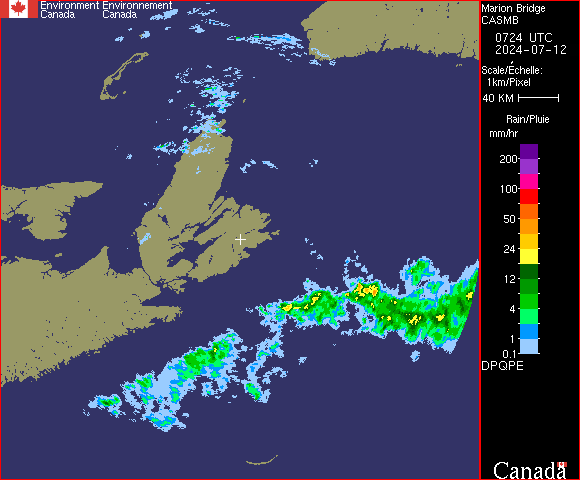 Environment Environnement
Canada Canada
Marion Bridge
CASMB
0724 UTC
2024-07-12
Scale/Échelle:
1km/Pixel
40 KM
Rain/Pluie
mm/hr
200
100
50
24
12
4
1
0.1
DPQPE
Canada